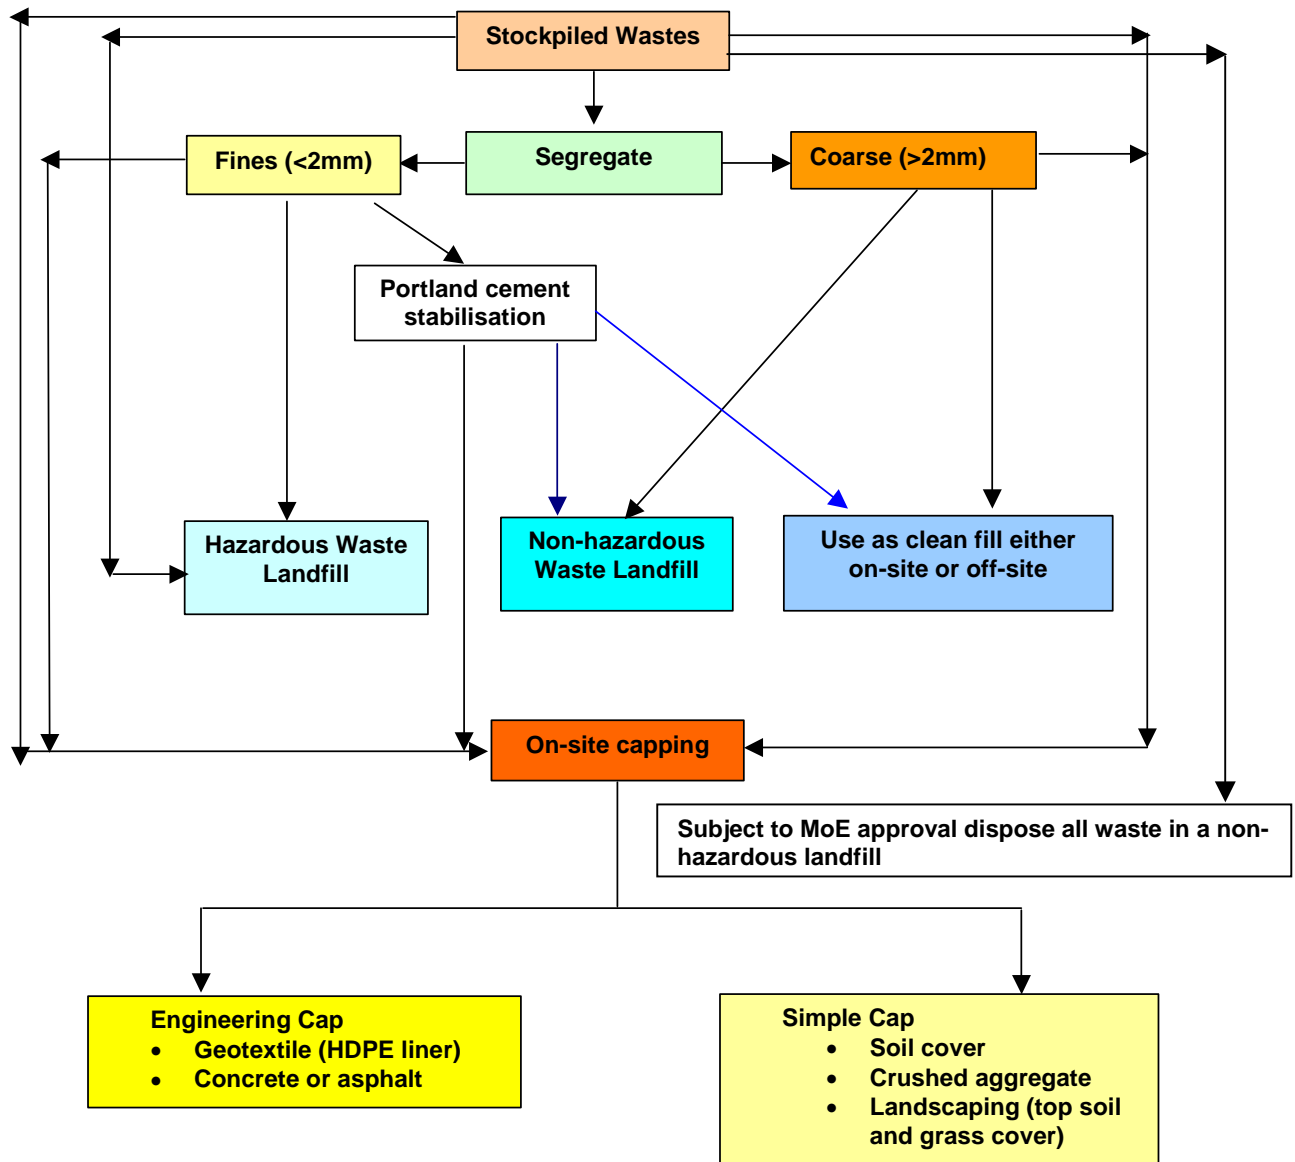 Stockpiled Wastes
Fines (<2mm)
Segregate
Coarse (>2mm)
Portland cement
stabilisation
Hazardous Waste
Landfill
Non-hazardous
Waste Landfill
Use as clean fill either
on-site or off-site
On-site capping
Subject to MoE approval dispose all waste in a non-
hazardous landfill
Engineering Cap
• Geotextile (HDPE liner)
• Concrete or asphalt
Simple Cap
• Soil cover
• Crushed aggregate
• Landscaping (top soil
and grass cover)